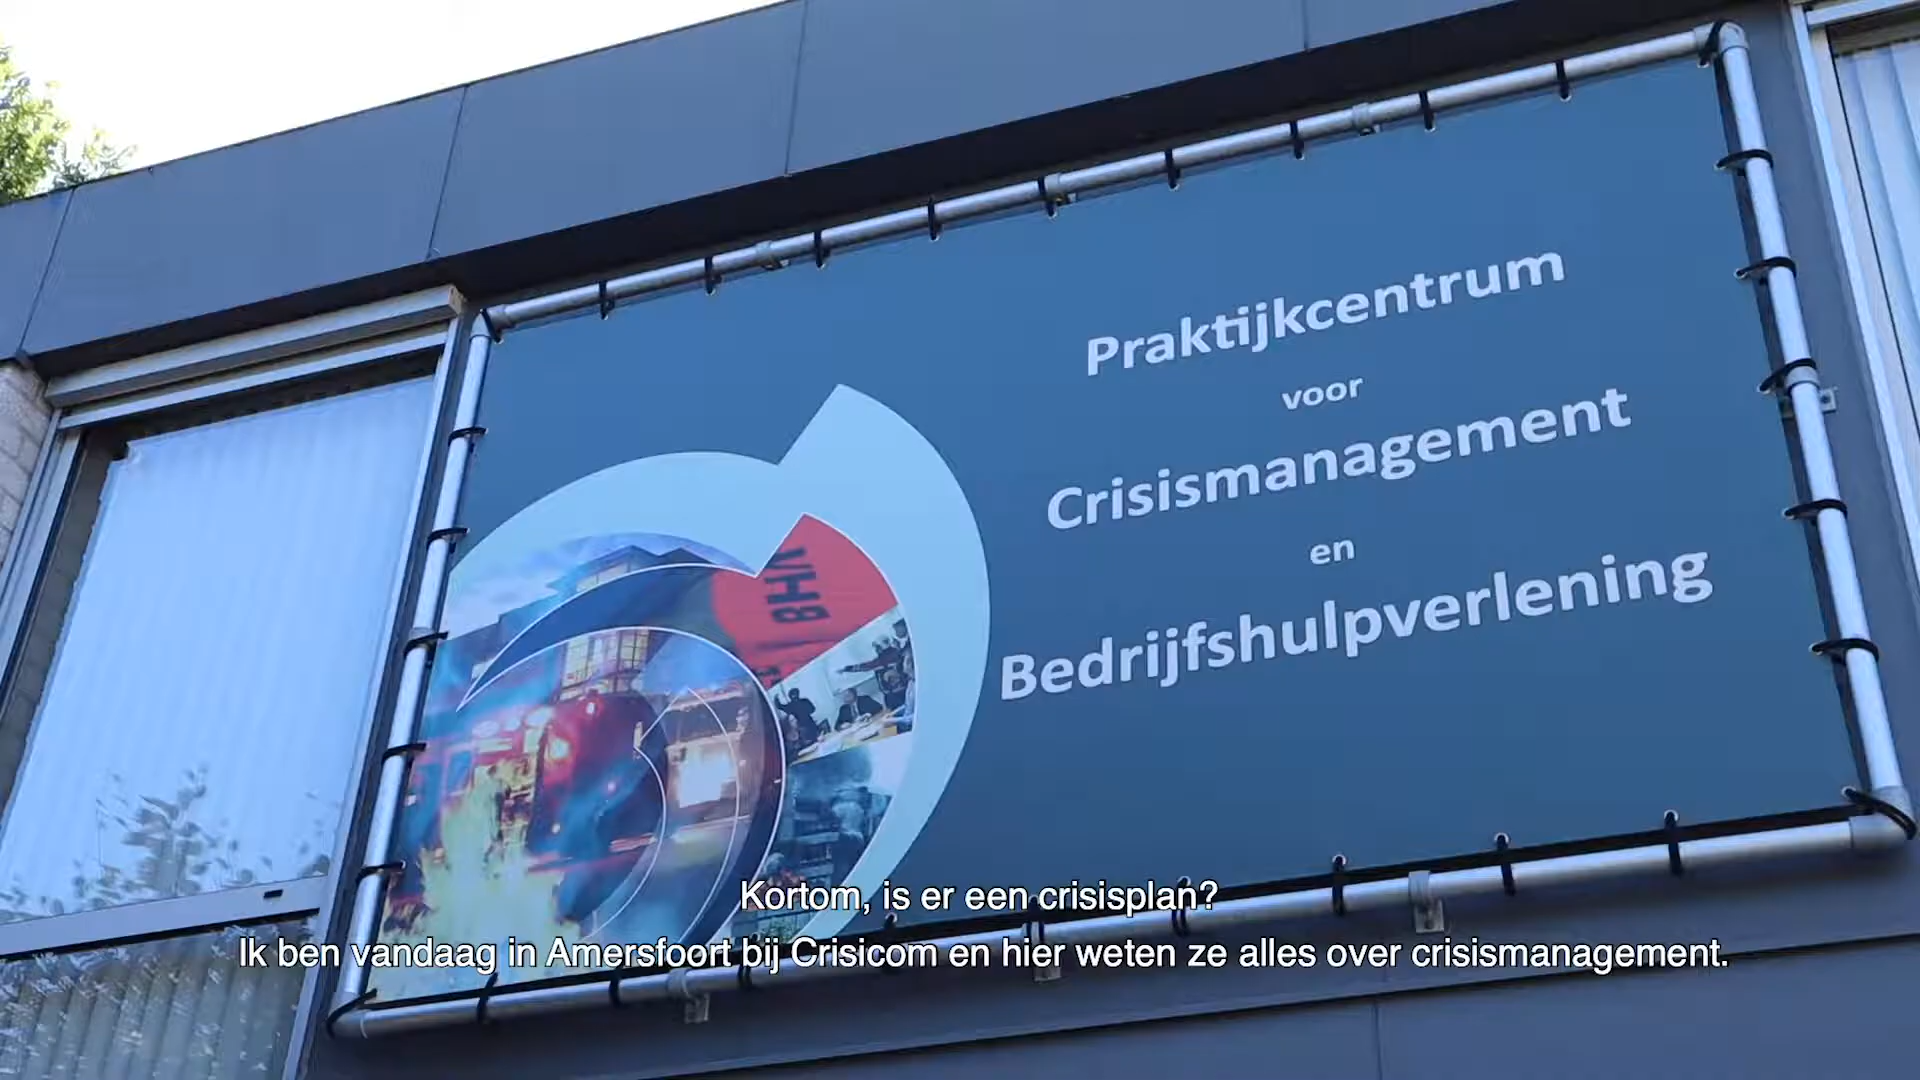 Praktijkcentrum
voor
Crisismanagement
en
Bedrijfshulpverlening
BHV
Kortom, is er een crisisplan?
Ik ben vandaag in Amersfoort bij Crisicom en hier weten ze alles over crisismanagement.